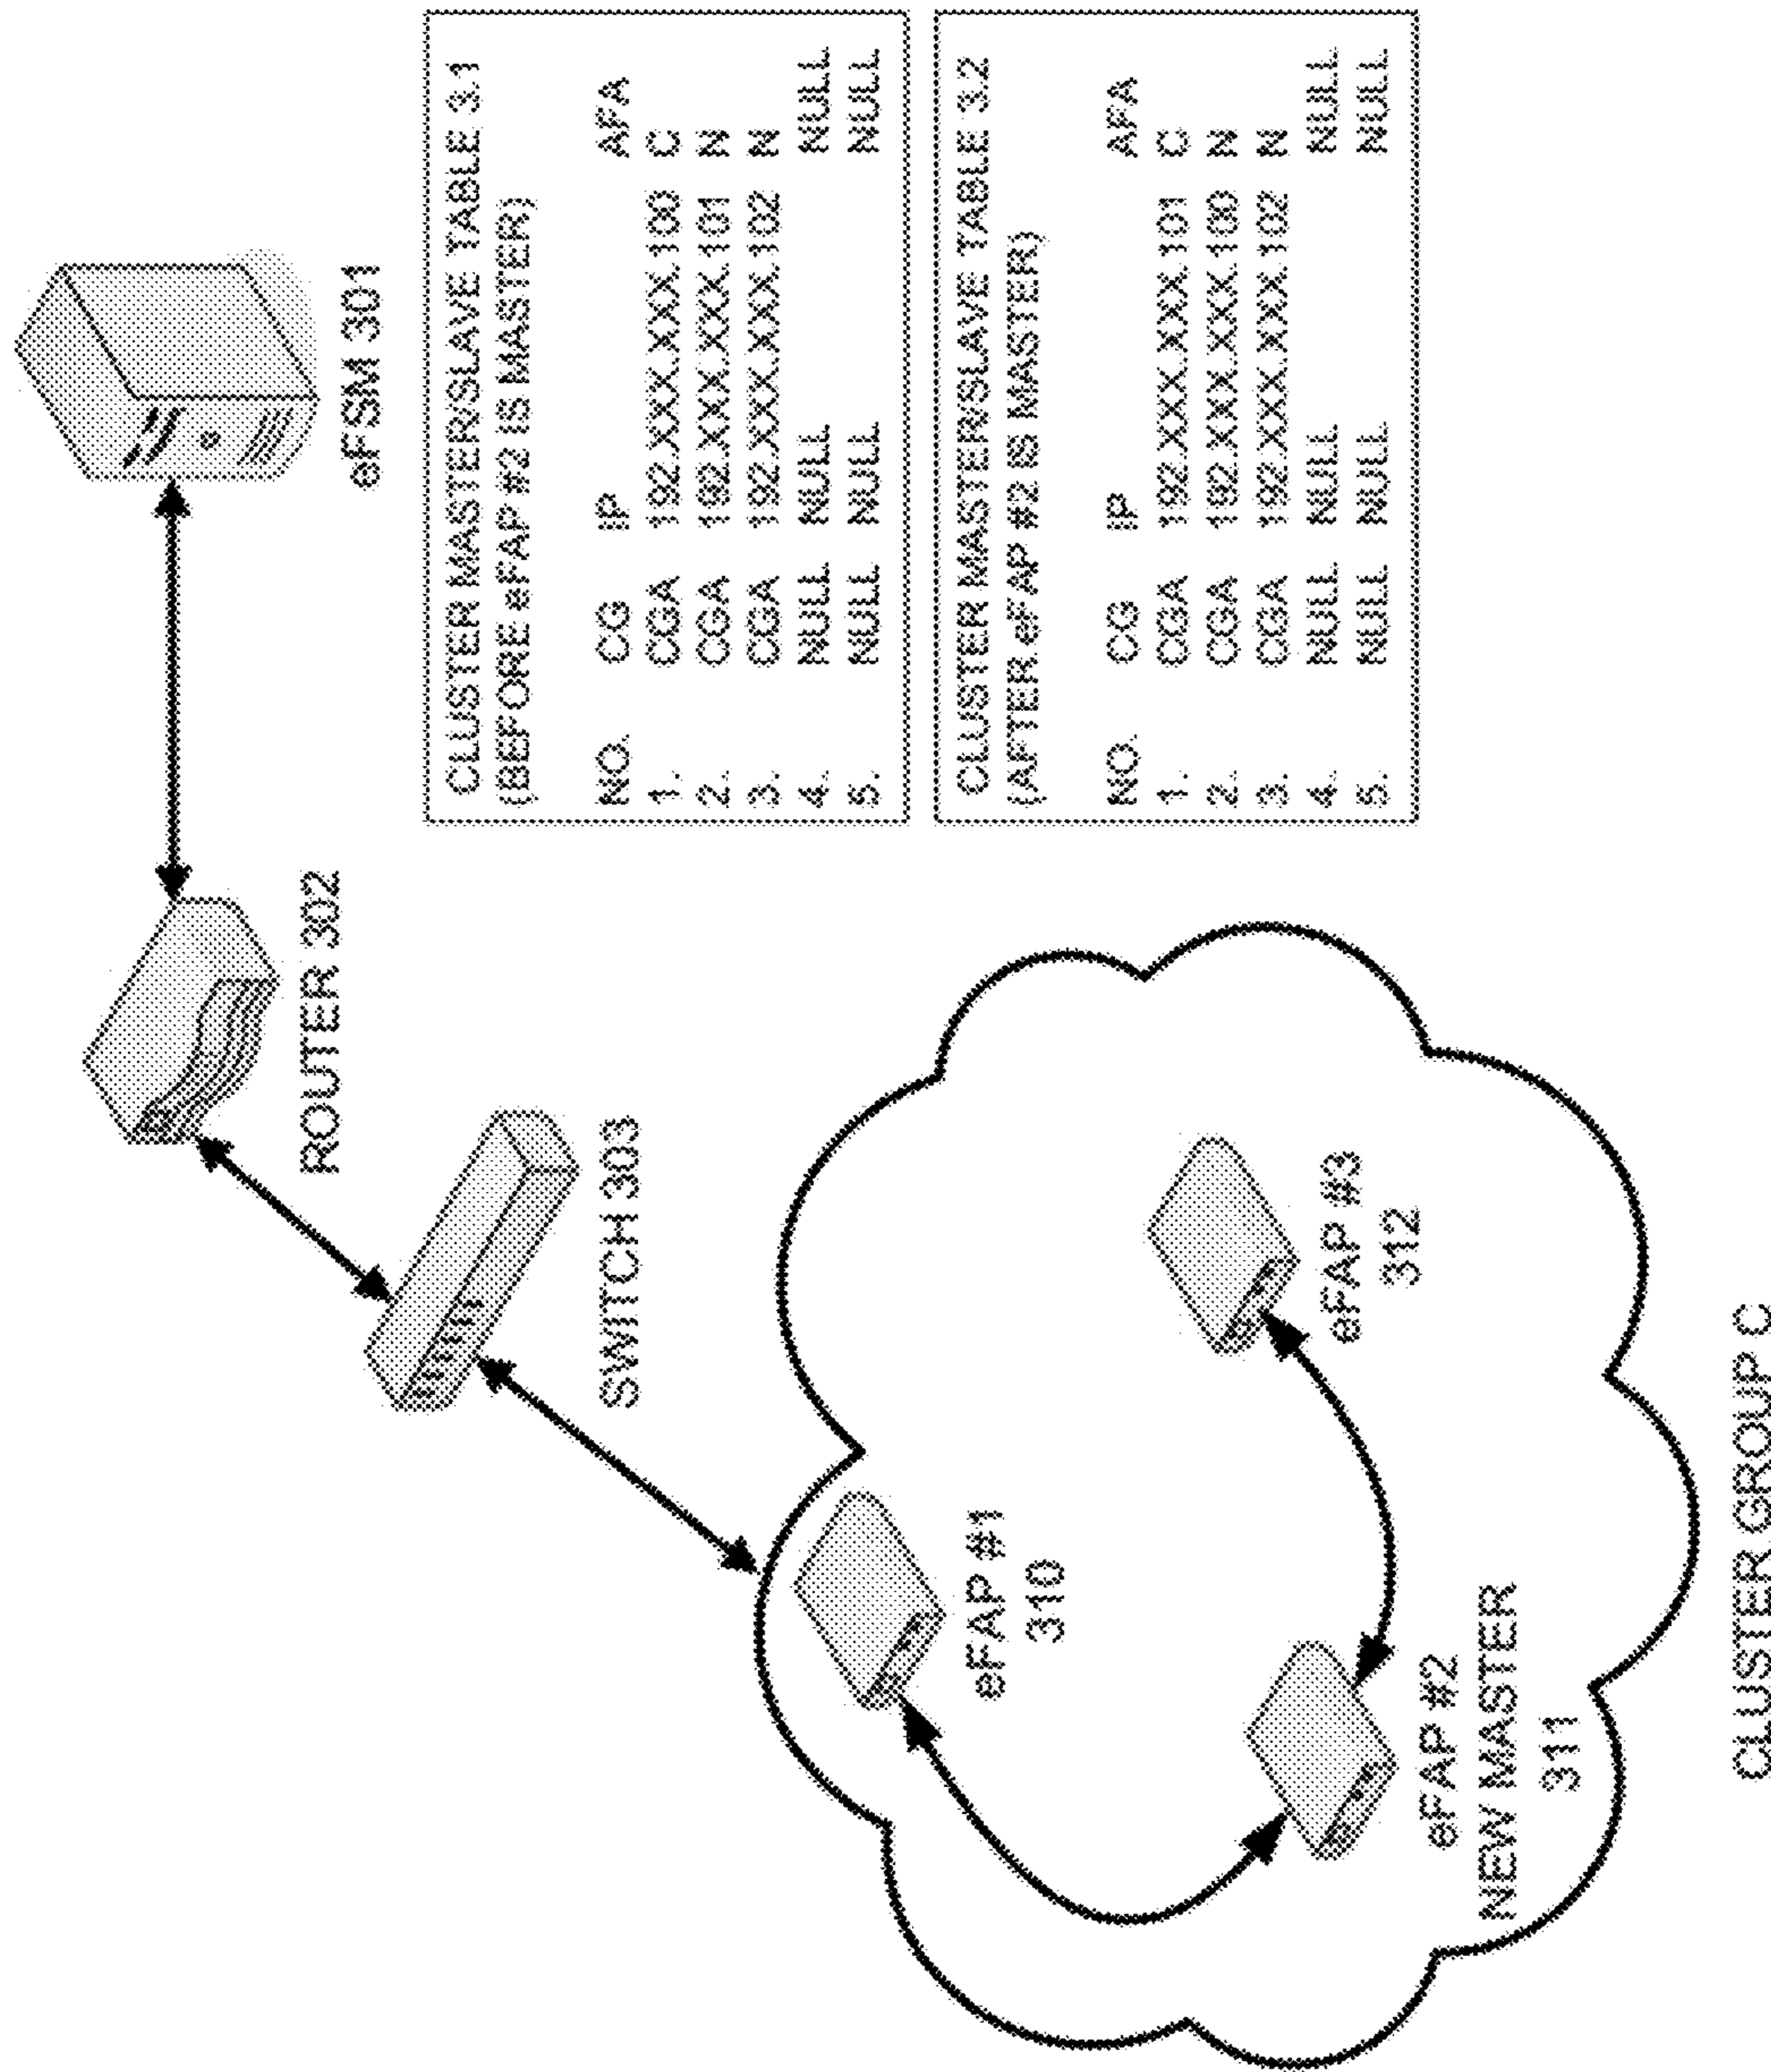 eFSM 301
ROUTER 302
SWITCH 303
CLUSTER MASTER/SLAVE TABLE 3.1
(BEFORE eFAP #2 IS MASTER)
NO. CG IP AFA
1. CGA 192.XXX.XXX.100 C
2. CGA 192.XXX.XXX.101 N
3. CGA 192.XXX.XXX.102 N
4. NULL NULL NULL
5. NULL NULL NULL
CLUSTER MASTER/SLAVE TABLE 3.2
(AFTER eFAP #2 IS MASTER)
NO. CG IP AFA
1. CGA 192.XXX.XXX.101 C
2. CGA 192.XXX.XXX.100 N
3. CGA 192.XXX.XXX.102 N
4. NULL NULL NULL
5. NULL NULL NULL
eFAP #1
310
eFAP #3
312
eFAP #2
NEW MASTER
311
CLUSTER GROUP C